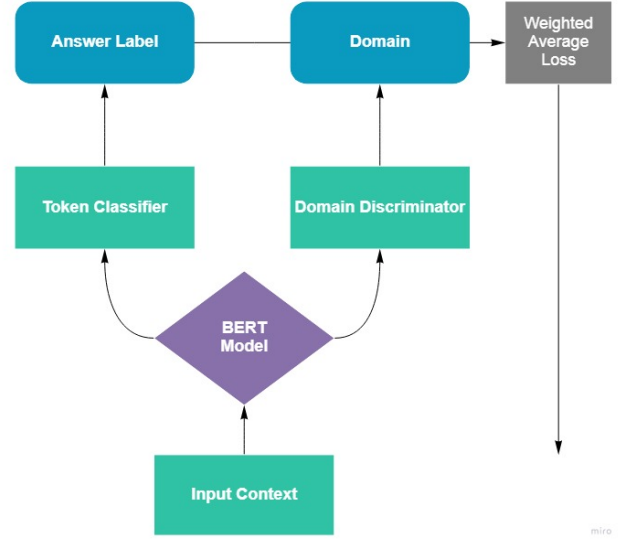 Answer Label
Domain
Weighted
Average
Loss
Token Classifier
Domain Discriminator
BERT
Model
Input Context
miro